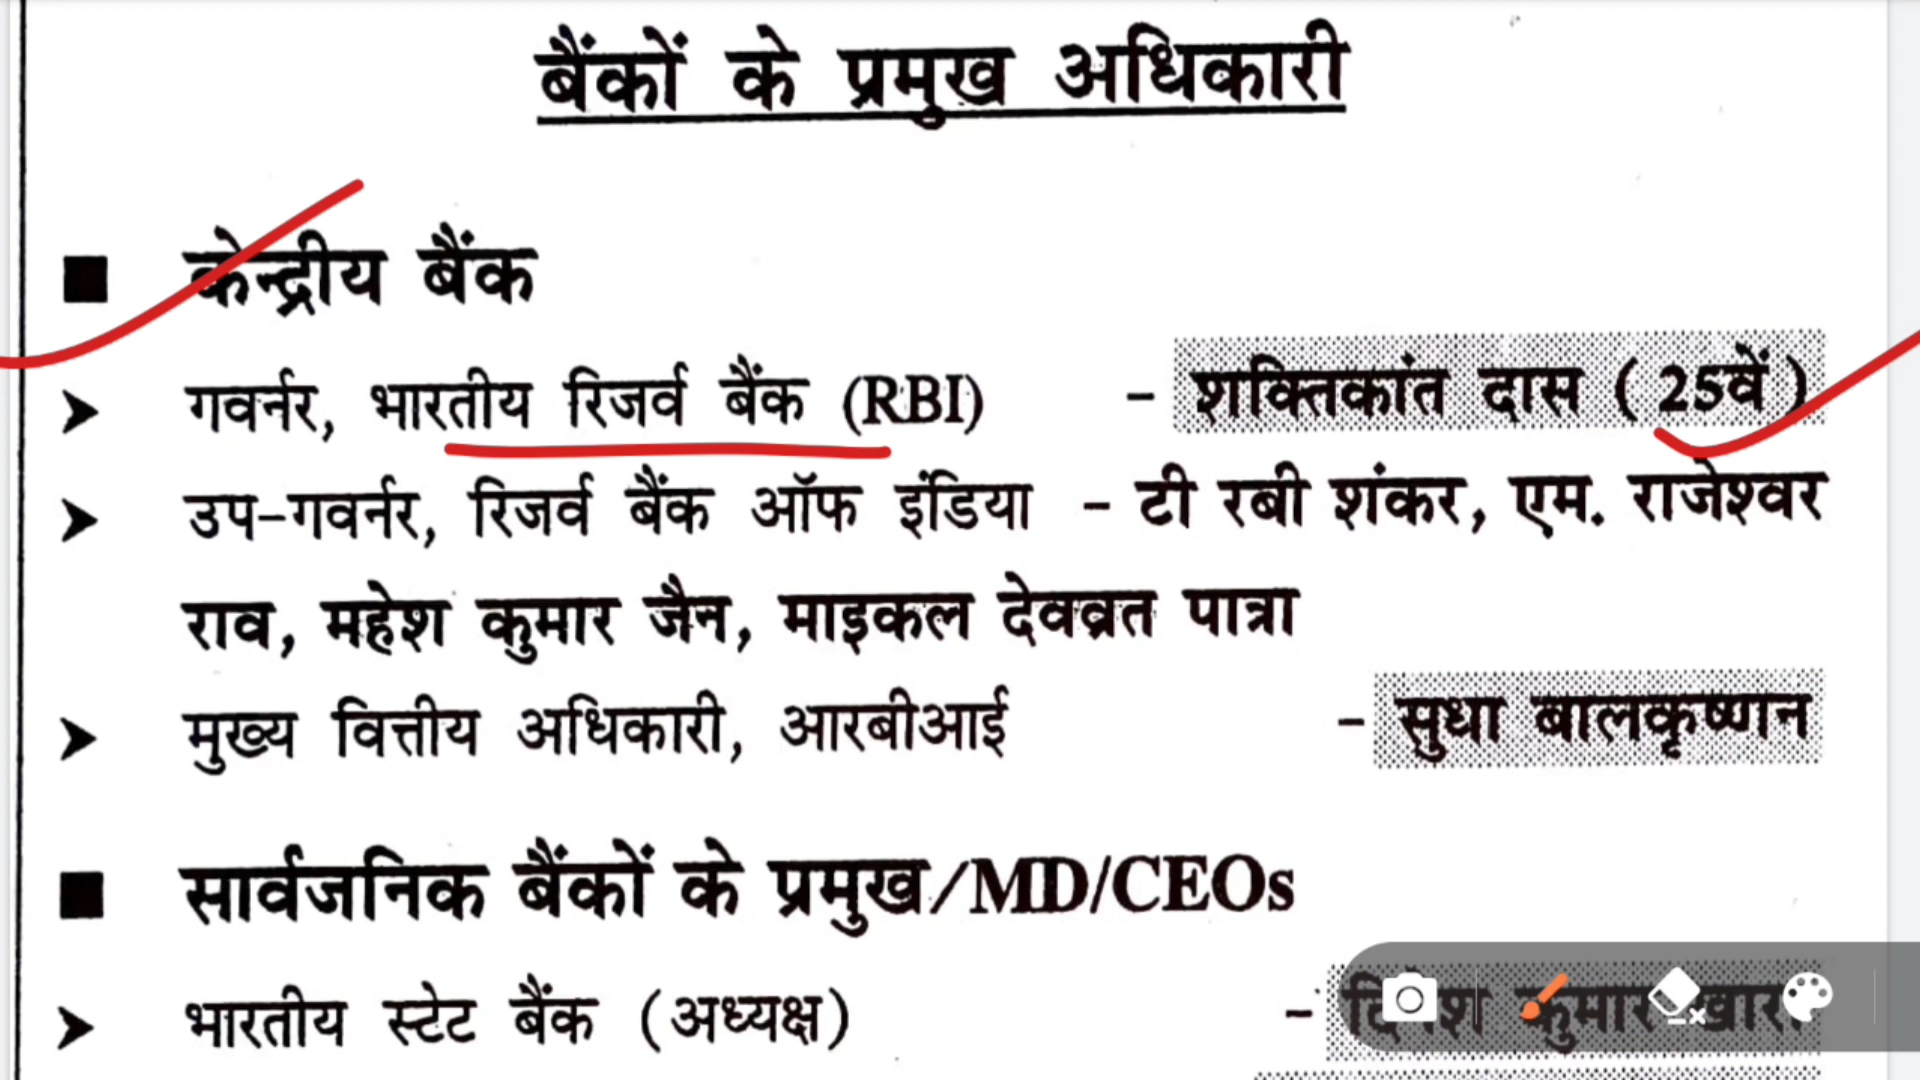 बैंकों के प्रमुख अधिकारी
■ केन्द्रीय बैंक
➤ गवर्नर, भारतीय रिजर्व बैंक (RBI) - शक्तिकांत दास (25वें)
➤ उप-गवर्नर, रिजर्व बैंक ऑफ इंडिया - टी रबी शंकर, एम. राजेश्वर
राव, महेश कुमार जैन, माइकल देवव्रत पात्रा
➤ मुख्य वित्तीय अधिकारी, आरबीआई - सुधा बालकृष्णन
■ सार्वजनिक बैंकों के प्रमुख/MD/CEOs
➤ भारतीय स्टेट बैंक (अध्यक्ष) - दिनेश कुमार खारा